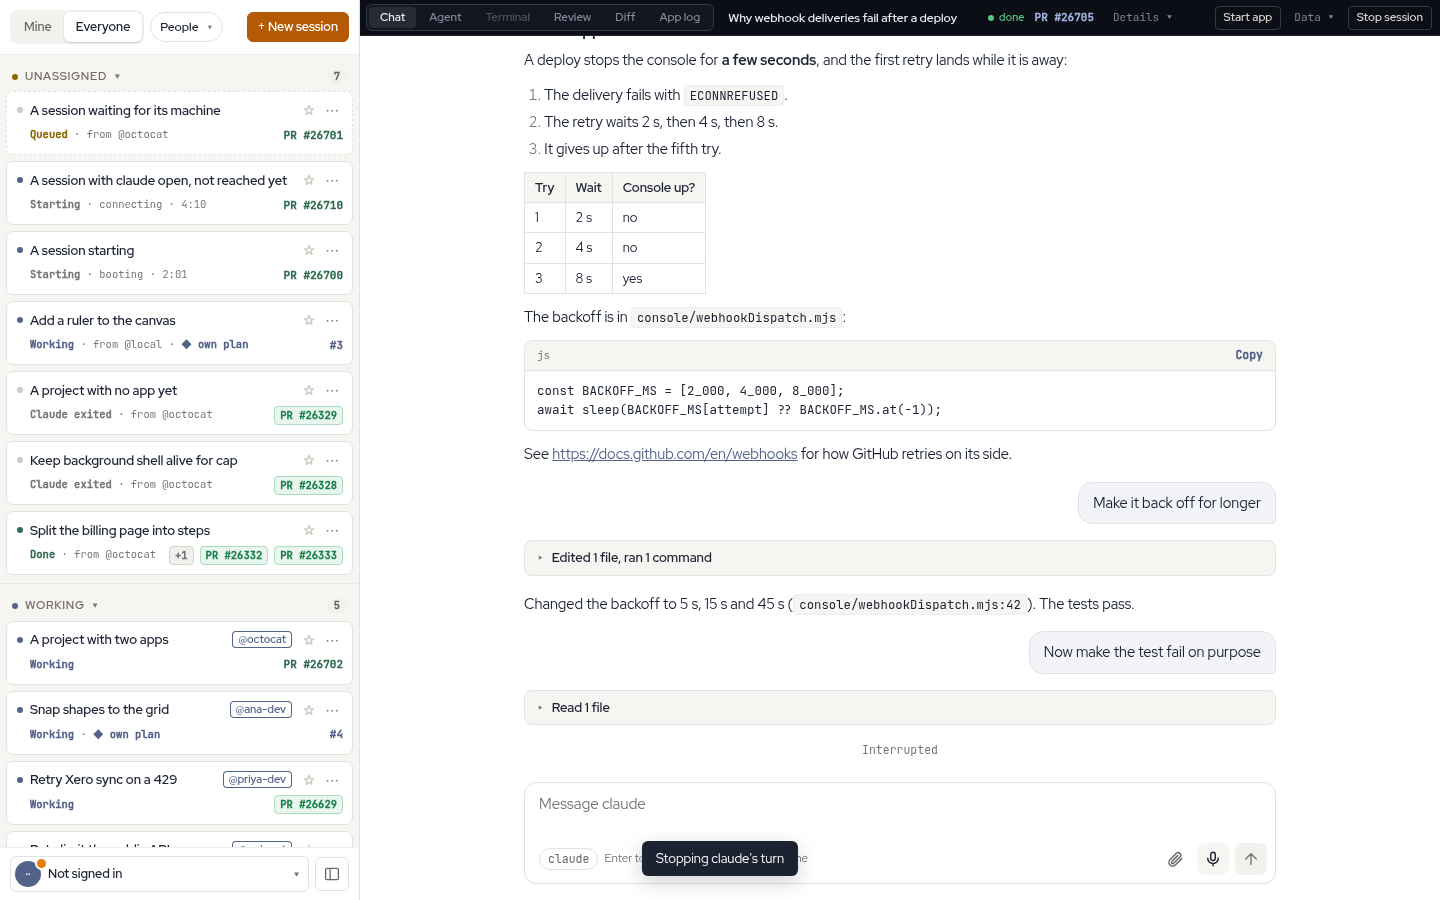 Mine
Everyone
People
+ New session
UNASSIGNED
7
A session waiting for its machine
Queued · from @octocat
PR #26701
A session with claude open, not reached yet
Starting · connecting · 4:10
PR #26710
A session starting
Starting · booting · 2:01
PR #26700
Add a ruler to the canvas
Working · from @local · ◆ own plan
#3
A project with no app yet
Claude exited · from @octocat
PR #26329
Keep background shell alive for cap
Claude exited · from @octocat
PR #26328
Split the billing page into steps
Done · from @octocat
+1
PR #26332
PR #26333
WORKING
5
A project with two apps
@octocat
Working
PR #26702
Snap shapes to the grid
@ana-dev
Working · ◆ own plan
#4
Retry Xero sync on a 429
@priya-dev
Working
PR #26629
Not signed in
Chat
Agent
Terminal
Review
Diff
App log
Why webhook deliveries fail after a deploy
done
PR #26705
Details
Start app
Data
Stop session
A deploy stops the console for a few seconds, and the first retry lands while it is away:
1. The delivery fails with ECONNREFUSED.
2. The retry waits 2 s, then 4 s, then 8 s.
3. It gives up after the fifth try.
Try Wait Console up?
1 2 s no
2 4 s no
3 8 s yes
The backoff is in console/webhookDispatch.mjs:
js
Copy
const BACKOFF_MS = [2_000, 4_000, 8_000];
await sleep(BACKOFF_MS[attempt] ?? BACKOFF_MS.at(-1));
See https://docs.github.com/en/webhooks for how GitHub retries on its side.
Make it back off for longer
Edited 1 file, ran 1 command
Changed the backoff to 5 s, 15 s and 45 s (console/webhookDispatch.mjs:42). The tests pass.
Now make the test fail on purpose
Read 1 file
Interrupted
Message claude
claude
Enter
Stopping claude's turn